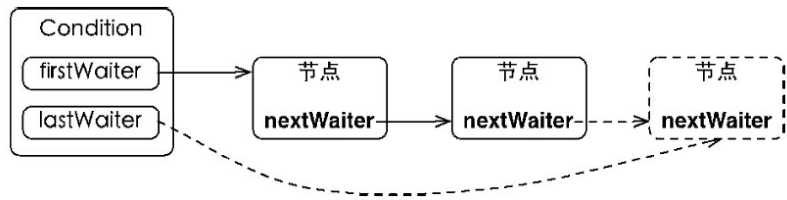 Condition
firstWaiter
lastWaiter
节点
nextWaiter
节点
nextWaiter
节点
nextWaiter